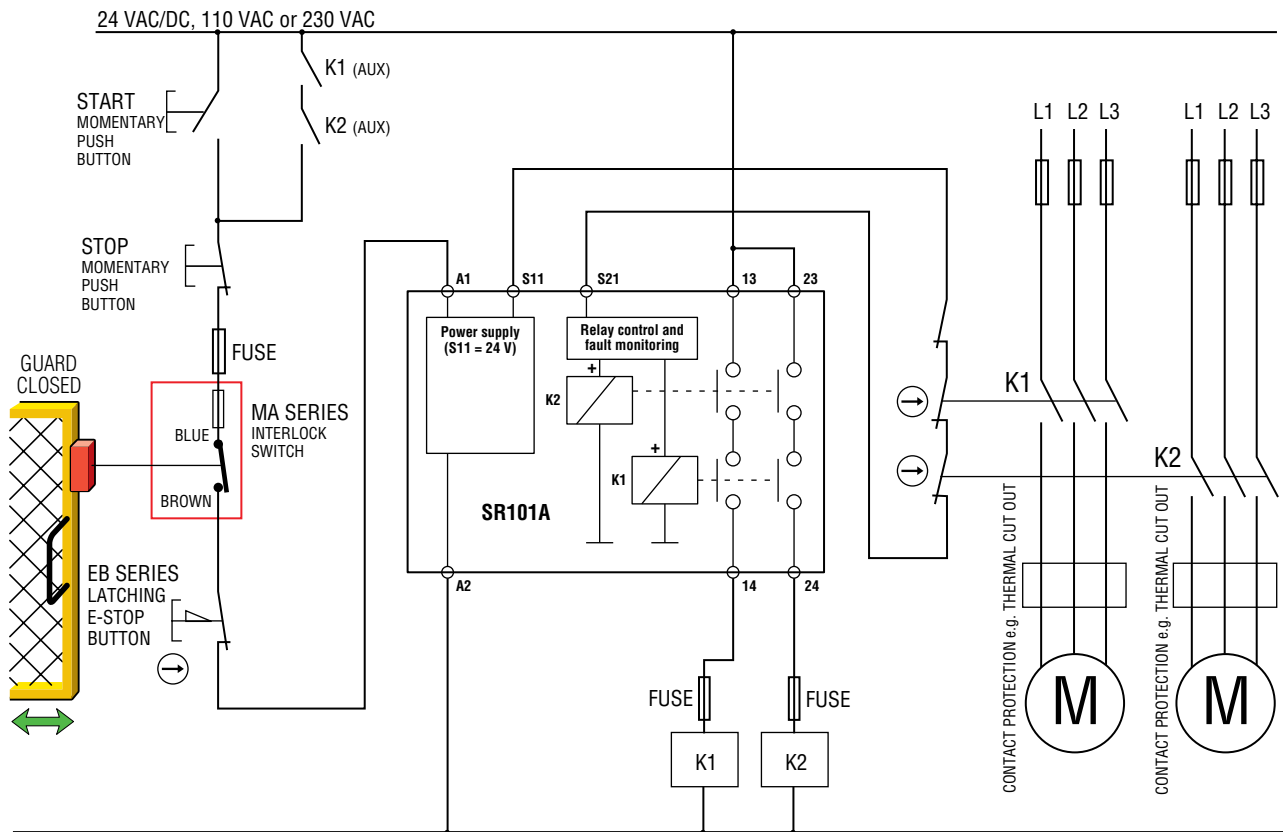 24 VAC/DC, 110 VAC or 230 VAC
K1 (AUX)
K2 (AUX)
START
MOMENTARY
PUSH
BUTTON
L1 L2 L3
L1 L2 L3
STOP
MOMENTARY
PUSH
BUTTON
A1
S11
S21
13
23
Power supply
(S11 = 24 V)
Relay control and
fault monitoring
FUSE
GUARD
CLOSED
MA SERIES
INTERLOCK
SWITCH
BLUE
BROWN
+
K2
+
K1
SR101A
K1
K2
EB SERIES
LATCHING
E-STOP
BUTTON
A2
14
24
CONTACT PROTECTION e.g. THERMAL CUT OUT
CONTACT PROTECTION e.g. THERMAL CUT OUT
FUSE
FUSE
K1
K2
M
M